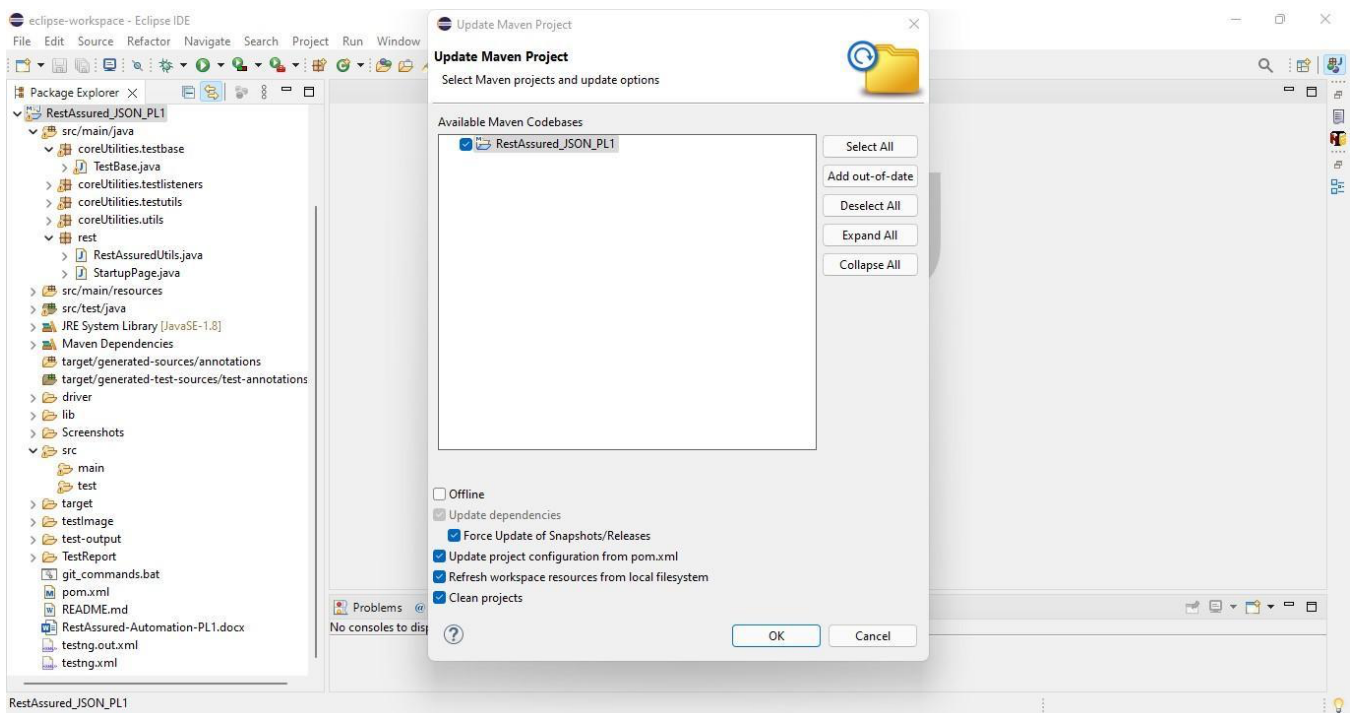 eclipse-workspace - Eclipse IDE
File Edit Source Refactor Navigate Search Project Run Window
Package Explorer
RestAssured_JSON_PL1
src/main/java
coreUtilities.testbase
TestBase.java
coreUtilities.testlisteners
coreUtilities.testutils
coreUtilities.utils
rest
RestAssuredUtils.java
StartupPage.java
src/main/resources
src/test/java
JRE System Library [JavaSE-1.8]
Maven Dependencies
target/generated-sources/annotations
target/generated-test-sources/test-annotations
driver
lib
Screenshots
src
main
test
target
testImage
test-output
TestReport
git_commands.bat
pom.xml
README.md
RestAssured-Automation-PL1.docx
testng.out.xml
testng.xml
Update Maven Project
Update Maven Project
Select Maven projects and update options
Available Maven Codebases
RestAssured_JSON_PL1
Select All
Add out-of-date
Deselect All
Expand All
Collapse All
Offline
Update dependencies
Force Update of Snapshots/Releases
Update project configuration from pom.xml
Refresh workspace resources from local filesystem
Clean projects
OK Cancel
Problems @
No consoles to disp
RestAssured_JSON_PL1